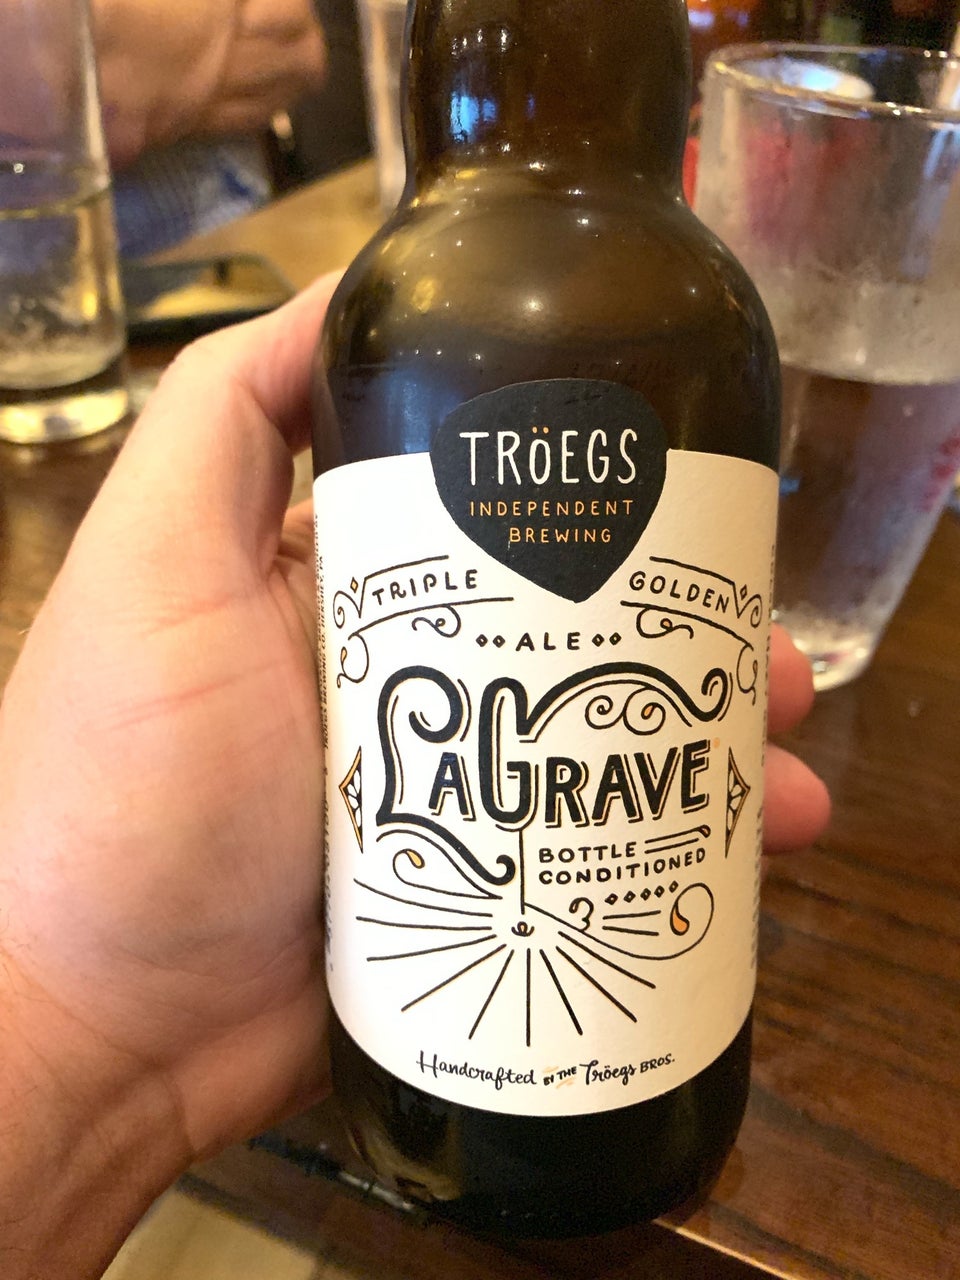 TRÖEGS
INDEPENDENT
BREWING
TRIPLE GOLDEN
ALE
LAGRAVE®
BOTTLE
CONDITIONED
Handcrafted BY THE Tröegs BROS.